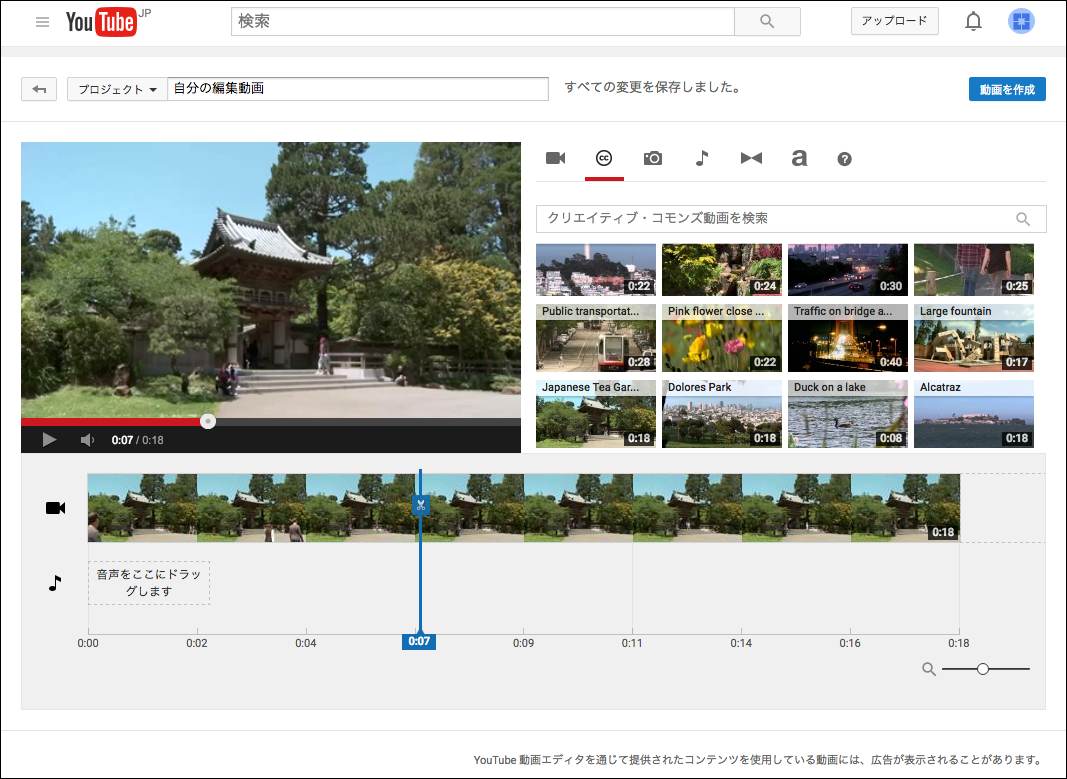 YouTube JP
検索
アップロード
プロジェクト
自分の編集動画
すべての変更を保存しました。
動画を作成
cc
a
?
クリエイティブ・コモンズ動画を検索
0:22
0:24
0:30
0:25
Public transportat...
Pink flower close ...
Traffic on bridge a...
Large fountain
0:28
0:22
0:40
0:17
Japanese Tea Gar...
Dolores Park
Duck on a lake
Alcatraz
0:18
0:18
0:08
0:18
0:07 / 0:18
0:18
音声をここにドラッ
グします
0:00
0:02
0:04
0:07
0:09
0:11
0:14
0:16
0:18
YouTube 動画エディタを通じて提供されたコンテンツを使用している動画には、広告が表示されることがあります。